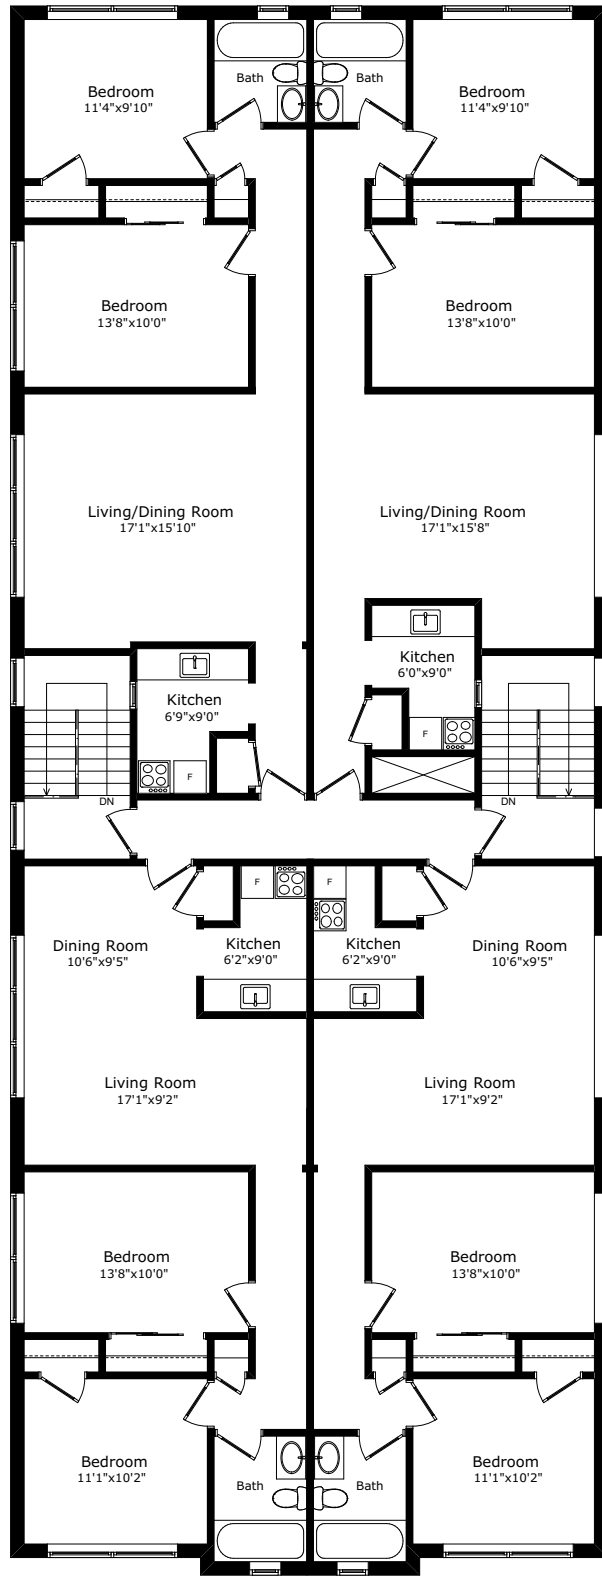 Bath
Bath
Bedroom
11'4"x9'10"
Bedroom
11'4"x9'10"
Bedroom
13'8"x10'0"
Bedroom
13'8"x10'0"
Living/Dining Room
17'1"x15'10"
Living/Dining Room
17'1"x15'8"
Kitchen
6'9"x9'0"
Kitchen
6'0"x9'0"
F
F
DN
DN
F
F
Dining Room
10'6"x9'5"
Kitchen
6'2"x9'0"
Kitchen
6'2"x9'0"
Dining Room
10'6"x9'5"
Living Room
17'1"x9'2"
Living Room
17'1"x9'2"
Bedroom
13'8"x10'0"
Bedroom
13'8"x10'0"
Bedroom
11'1"x10'2"
Bath
Bath
Bedroom
11'1"x10'2"